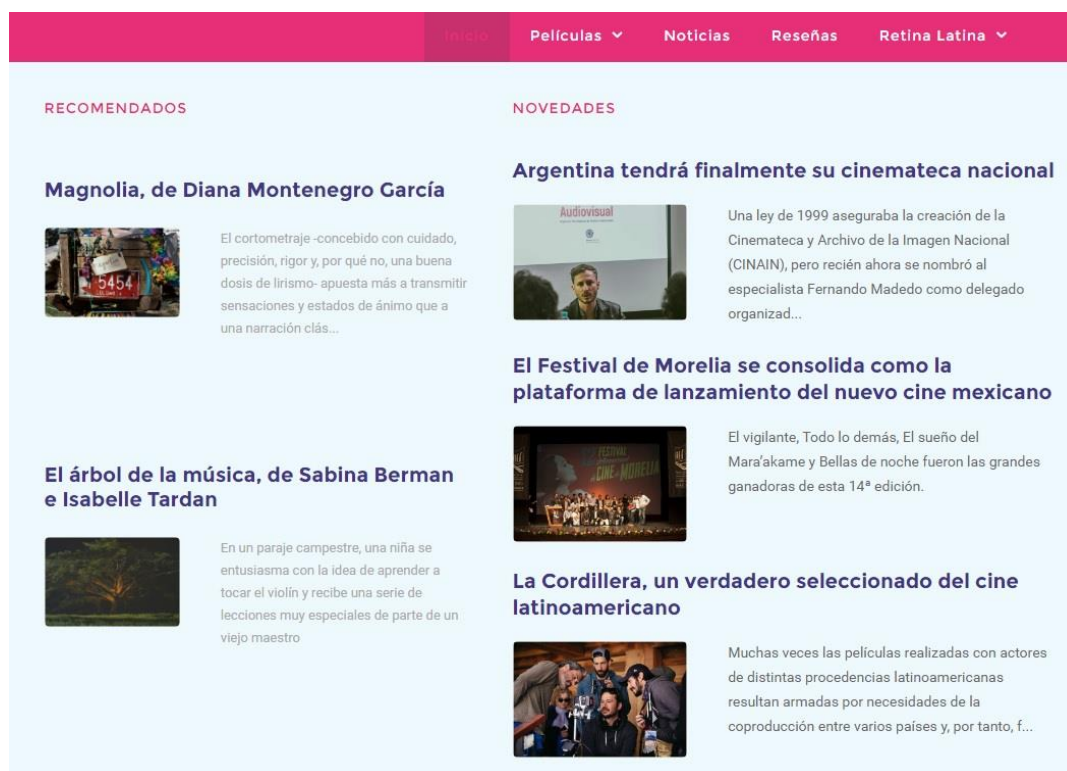 Inicio
Películas
Noticias
Reseñas
Retina Latina
RECOMENDADOS
Magnolia, de Diana Montenegro García
5454
El cortometraje -concebido con cuidado,
precisión, rigor y, por qué no, una buena
dosis de lirismo- apuesta más a transmitir
sensaciones y estados de ánimo que a
una narración clás...
El árbol de la música, de Sabina Berman
e Isabelle Tardan
En un paraje campestre, una niña se
entusiasma con la idea de aprender a
tocar el violín y recibe una serie de
lecciones muy especiales de parte de un
viejo maestro
NOVEDADES
Argentina tendrá finalmente su cinemateca nacional
Audiovisual
Una ley de 1999 aseguraba la creación de la
Cinemateca y Archivo de la Imagen Nacional
(CINAIN), pero recién ahora se nombró al
especialista Fernando Madedo como delegado
organizad...
El Festival de Morelia se consolida como la
plataforma de lanzamiento del nuevo cine mexicano
FESTIVAL
CINE MORELIA
El vigilante, Todo lo demás, El sueño del
Mara'akame y Bellas de noche fueron las grandes
ganadoras de esta 14ª edición.
La Cordillera, un verdadero seleccionado del cine
latinoamericano
Muchas veces las películas realizadas con actores
de distintas procedencias latinoamericanas
resultan armadas por necesidades de la
coproducción entre varios países y, por tanto, f...